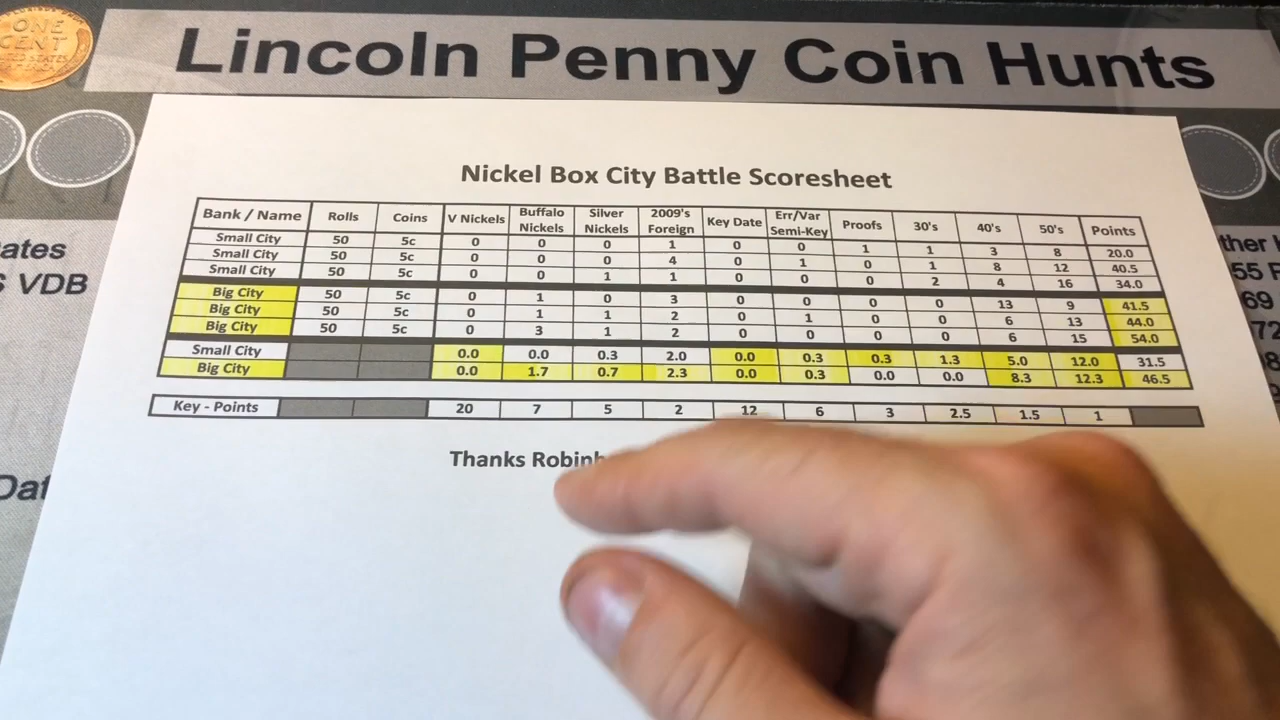 ONE
CENT
Lincoln Penny Coin Hunts
Nickel Box City Battle Scoresheet
Bank / Name Rolls Coins V Nickels Buffalo Nickels Silver Nickels 2009's Foreign Key Date Err/Var Semi-Key Proofs 30's 40's 50's Points
Small City 50 5c 0 0 0 1 0 0 1 1 3 8 20.0
Small City 50 5c 0 0 0 4 0 1 0 1 8 12 40.5
Small City 50 5c 0 0 1 1 0 0 0 2 4 16 34.0
Big City 50 5c 0 1 0 3 0 0 0 0 13 9 41.5
Big City 50 5c 0 1 1 2 0 1 0 0 6 13 44.0
Big City 50 5c 0 3 1 2 0 0 0 0 6 15 54.0
Small City 0.0 0.0 0.3 2.0 0.0 0.3 0.3 1.3 5.0 12.0 31.5
Big City 0.0 1.7 0.7 2.3 0.0 0.3 0.0 0.0 8.3 12.3 46.5
Key - Points 20 7 5 2 12 6 3 2.5 1.5 1
Thanks
ates
S VDB
55
69